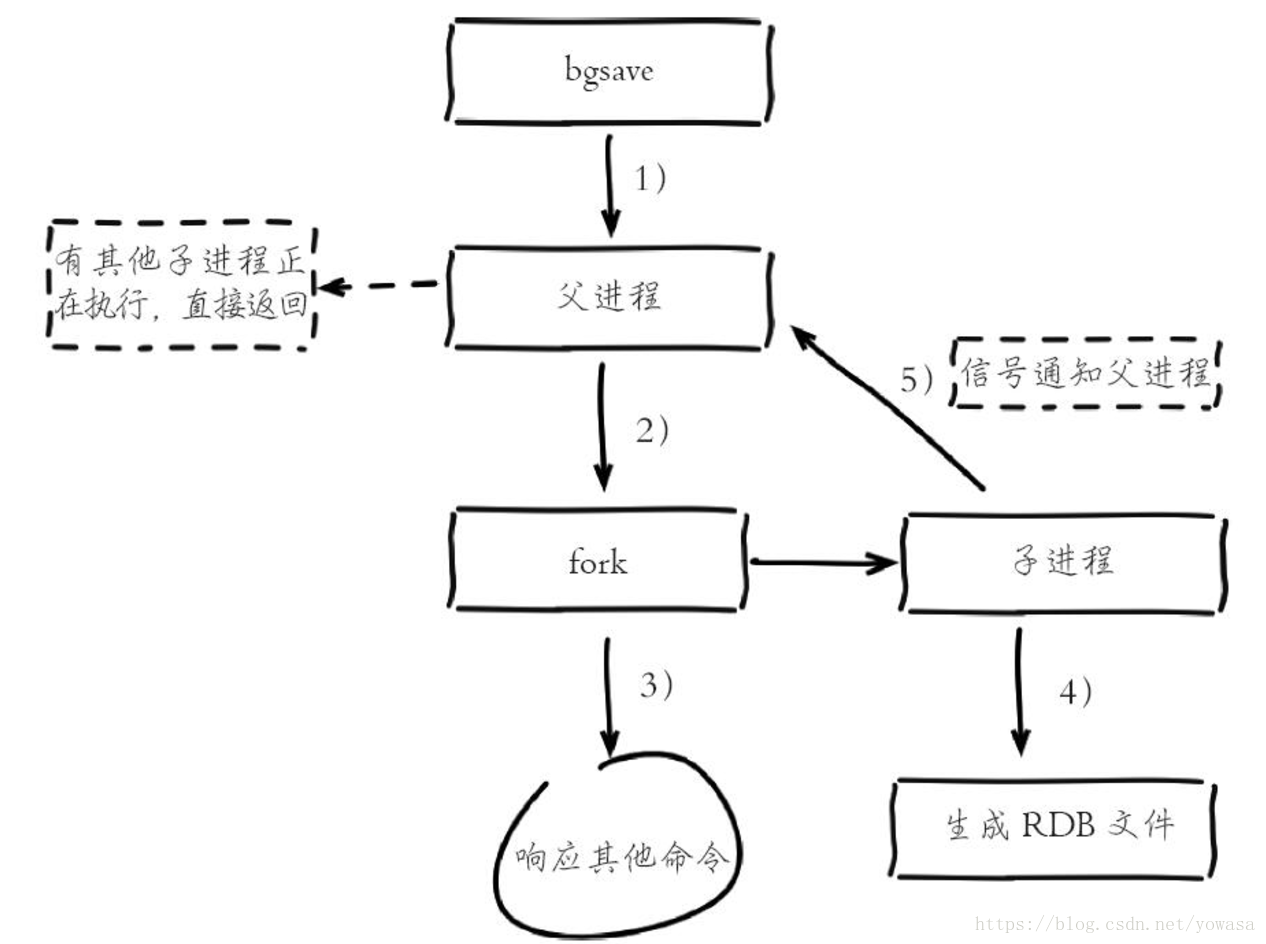 bgsave
1)
有其他子进程正
在执行，直接返回
父进程
5)
信号通知父进程
2)
fork
子进程
3)
4)
响应其他命令
生成 RDB 文件
https://blog.csdn.net/yowasa